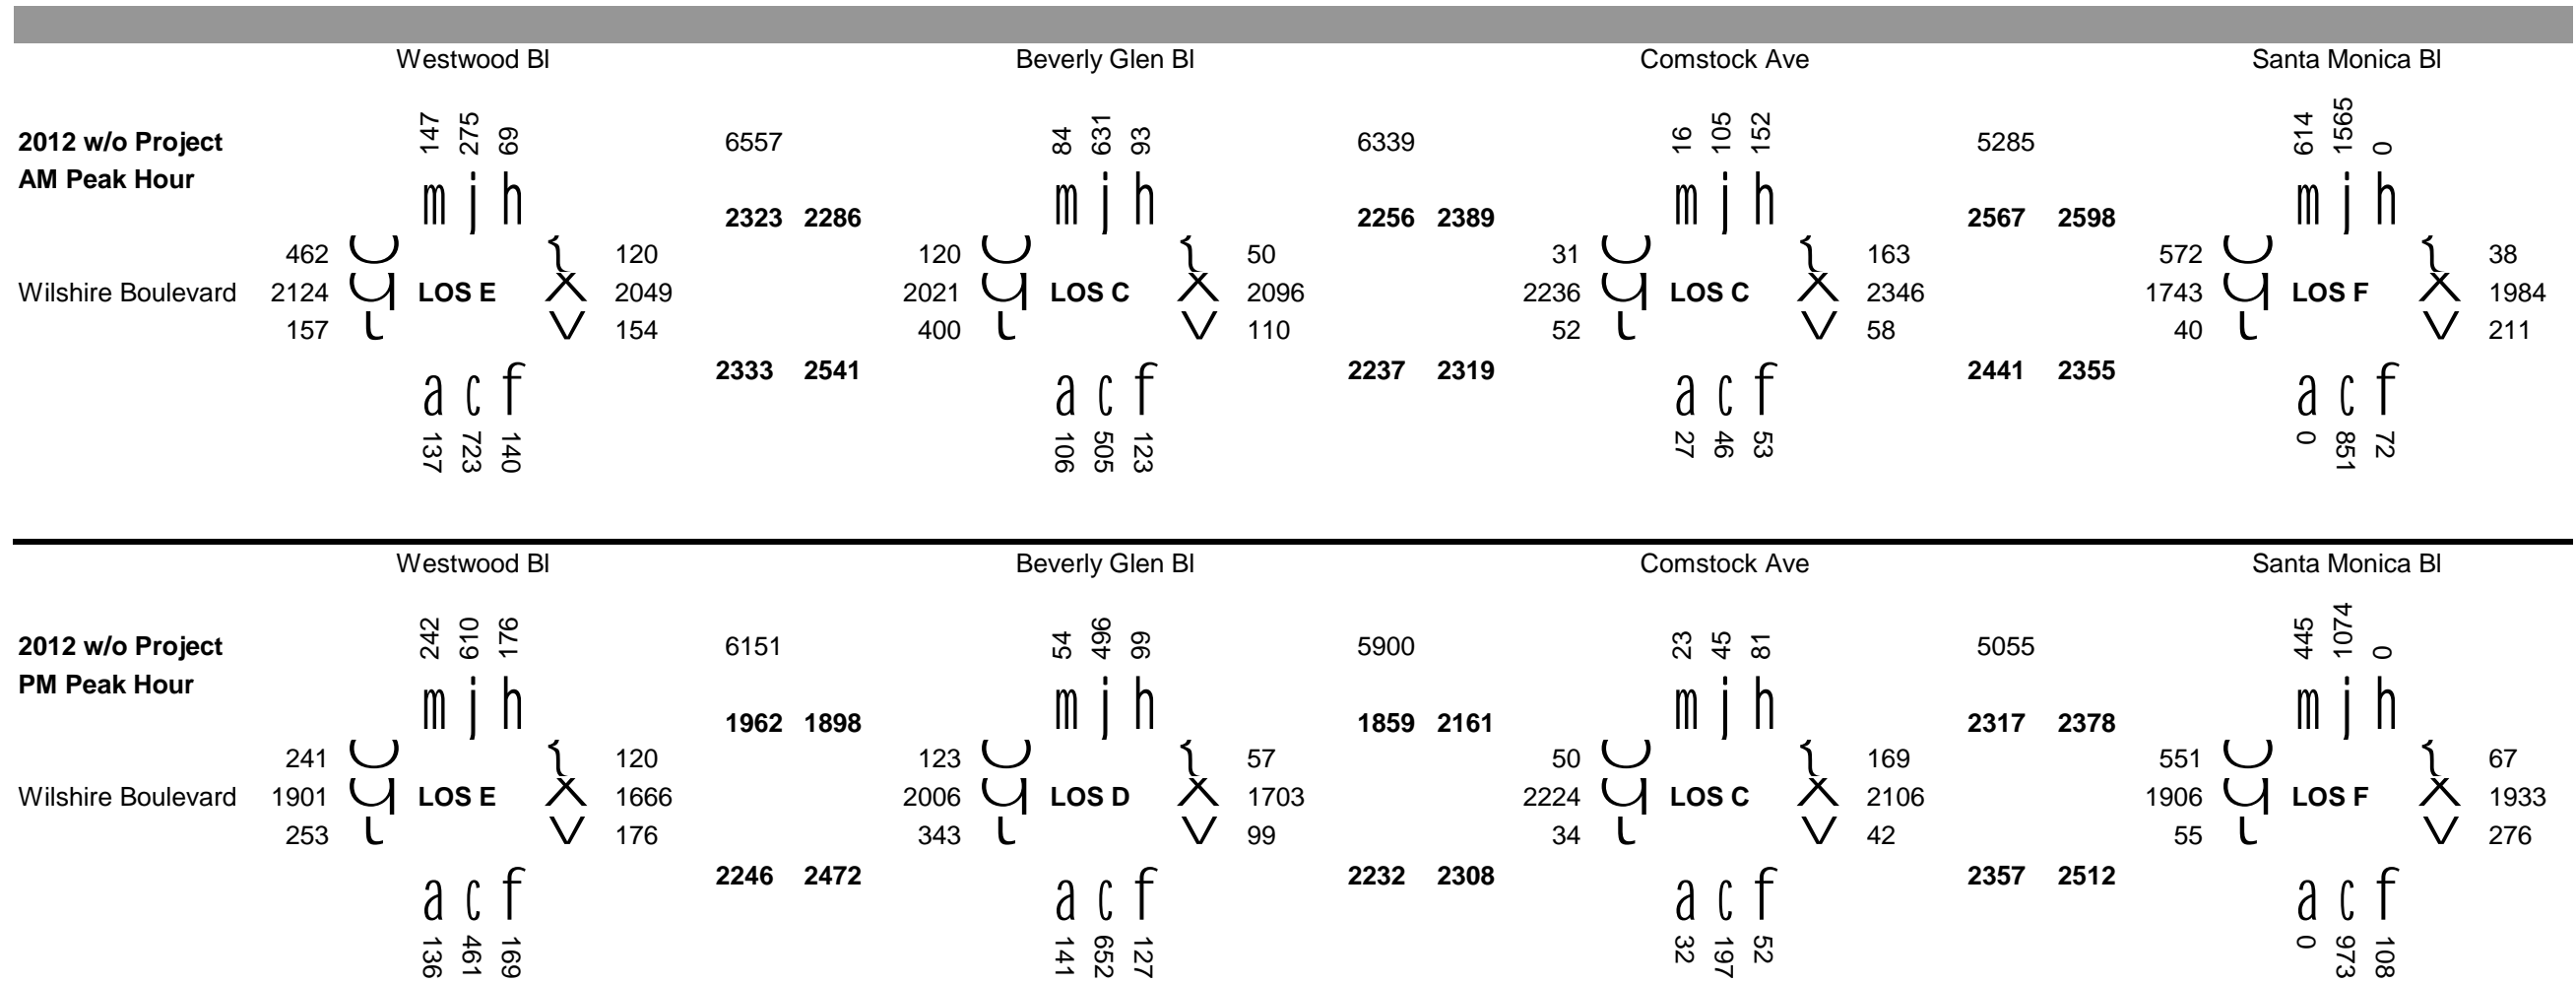 Westwood Bl Beverly Glen Bl Comstock Ave Santa Monica Bl
147 275 69 84 631 93 16 105 152 614 1565 0
2012 w/o Project 6557 6339 5285
AM Peak Hour
m j h m j h m j h m j h
2323 2286 2256 2389 2567 2598
462 120 120 50 31 163 572 38
Wilshire Boulevard 2124 LOS E 2049 2021 LOS C 2096 2236 LOS C 2346 1743 LOS F 1984
157 154 400 110 52 58 40 211
2333 2541 2237 2319 2441 2355
a c f a c f a c f a c f
137 723 140 106 505 123 27 46 53 0 851 72
Westwood Bl Beverly Glen Bl Comstock Ave Santa Monica Bl
242 610 176 54 496 99 23 45 81 445 1074 0
2012 w/o Project 6151 5900 5055
PM Peak Hour
m j h m j h m j h m j h
1962 1898 1859 2161 2317 2378
241 120 123 57 50 169 551 67
Wilshire Boulevard 1901 LOS E 1666 2006 LOS D 1703 2224 LOS C 2106 1906 LOS F 1933
253 176 343 99 34 42 55 276
2246 2472 2232 2308 2357 2512
a c f a c f a c f a c f
136 461 169 141 652 127 32 197 52 0 973 108